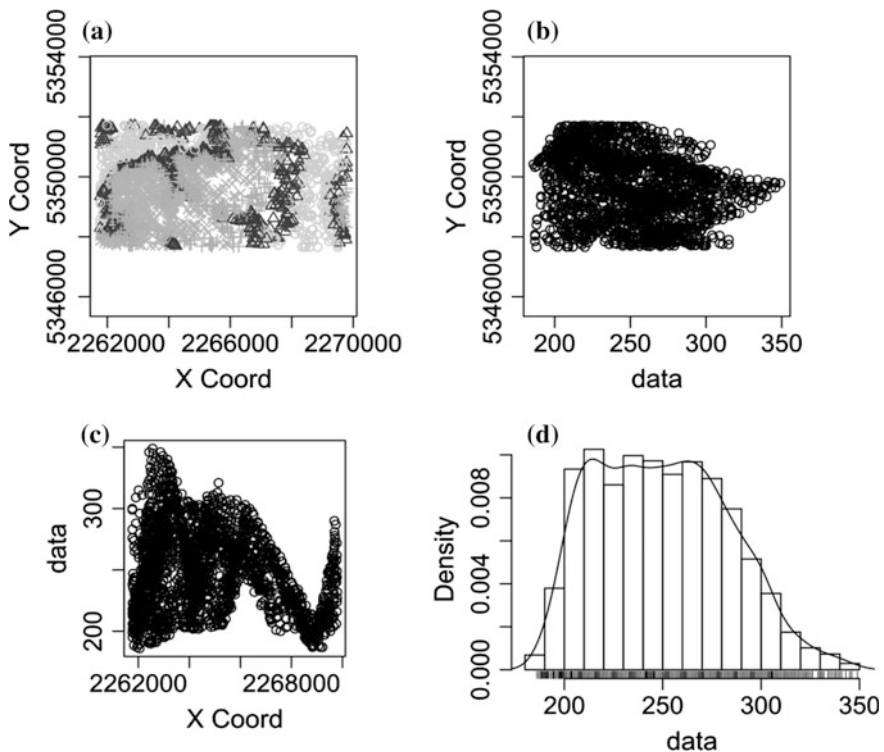 (a)
Y Coord
5346000 5350000 5354000
2262000 2266000 2270000
X Coord
(b)
Y Coord
5346000 5350000 5354000
200 250 300 350
data
(c)
data
200 300
2262000 2268000
X Coord
(d)
Density
0.000 0.004 0.008
200 250 300 350
data